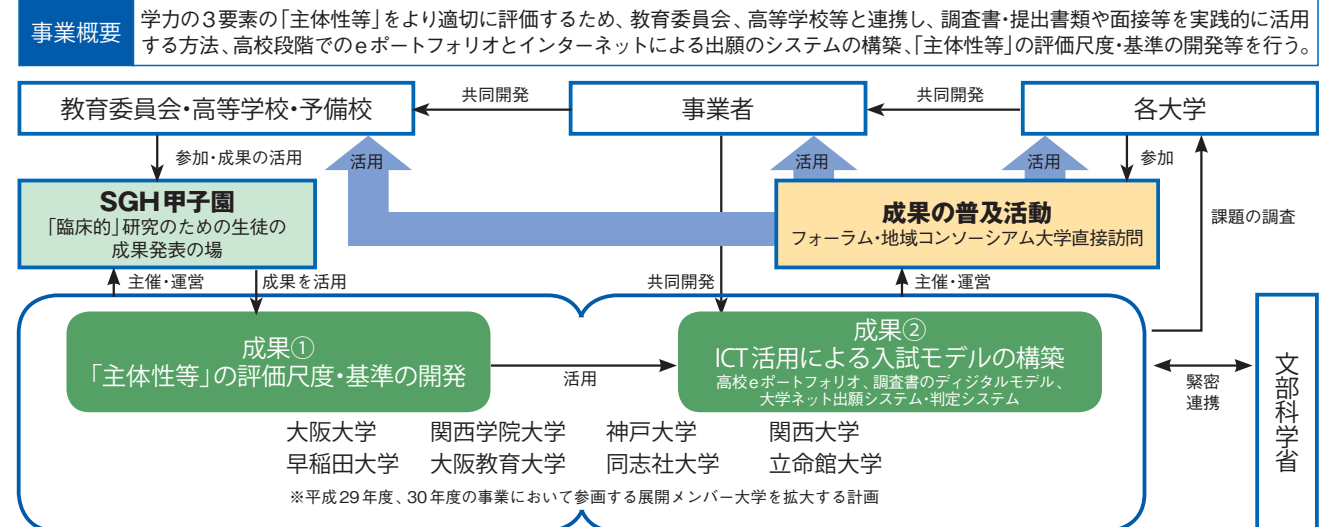 事業概要
学力の3要素の「主体性等」をより適切に評価するため、教育委員会、高等学校等と連携し、調査書・提出書類や面接等を実践的に活用
する方法、高校段階でのeポートフォリオとインターネットによる出願のシステムの構築、「主体性等」の評価尺度・基準の開発等を行う。
教育委員会・高等学校・予備校
共同開発
事業者
共同開発
各大学
参加・成果の活用
活用
活用
活用
参加
SGH甲子園
「臨床的」研究のための生徒の
成果発表の場
成果の普及活動
フォーラム・地域コンソーシアム大学直接訪問
課題の調査
主催・運営
成果を活用
共同開発
主催・運営
成果①
「主体性等」の評価尺度・基準の開発
活用
成果②
ICT活用による入試モデルの構築
高校eポートフォリオ、調査書のディジタルモデル、
大学ネット出願システム・判定システム
緊密
連携
文部科学省
大阪大学 関西学院大学 神戸大学 関西大学
早稲田大学 大阪教育大学 同志社大学 立命館大学
※平成29年度、30年度の事業において参画する展開メンバー大学を拡大する計画